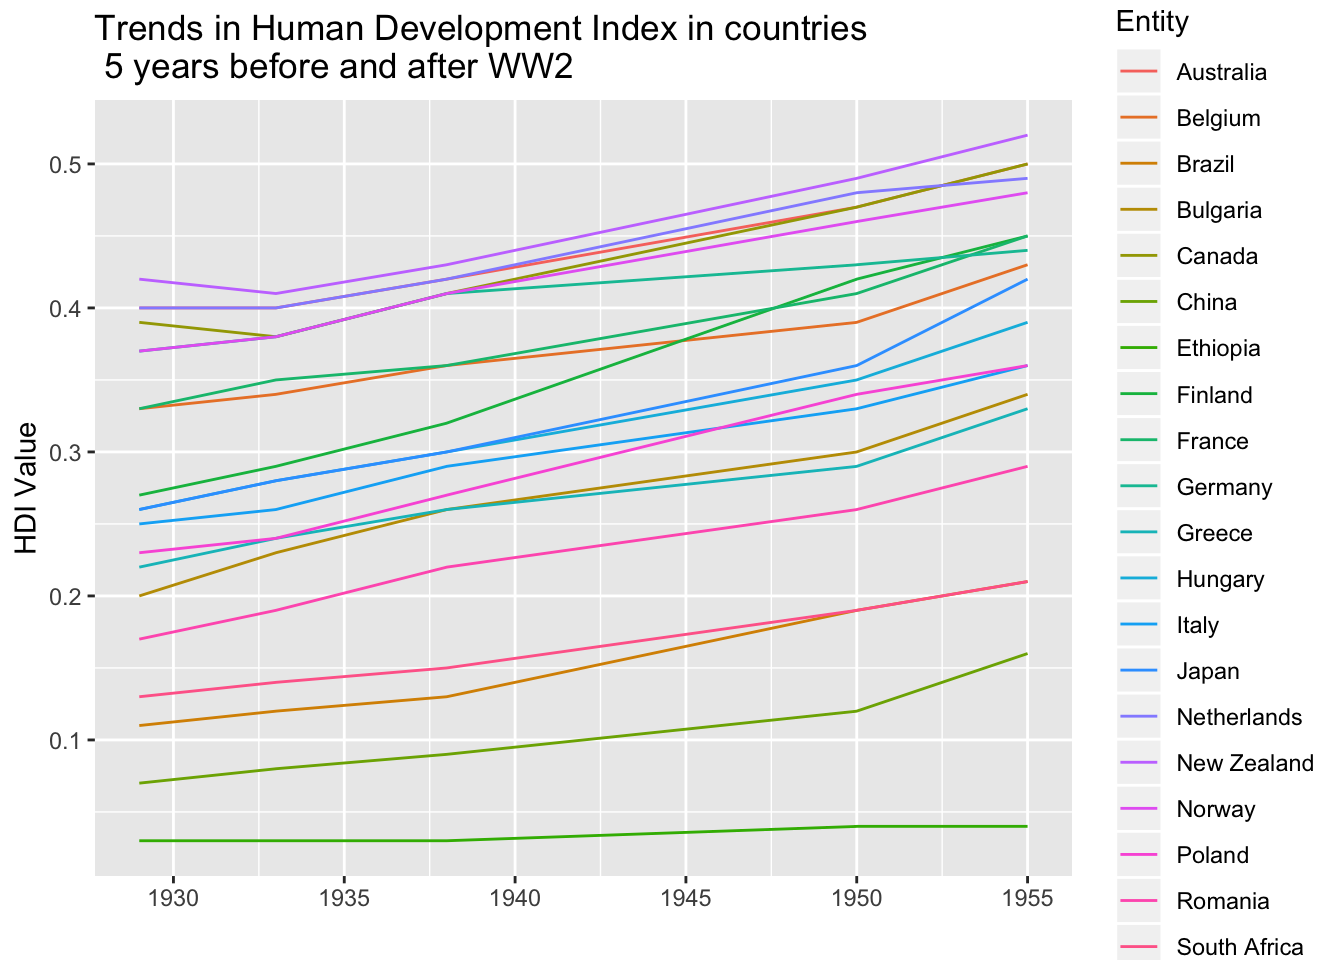 Trends in Human Development Index in countries
5 years before and after WW2
Entity
Australia
Belgium
Brazil
Bulgaria
Canada
China
Ethiopia
Finland
France
Germany
Greece
Hungary
Italy
Japan
Netherlands
New Zealand
Norway
Poland
Romania
South Africa
HDI Value
0.5
0.4
0.3
0.2
0.1
1930 1935 1940 1945 1950 1955